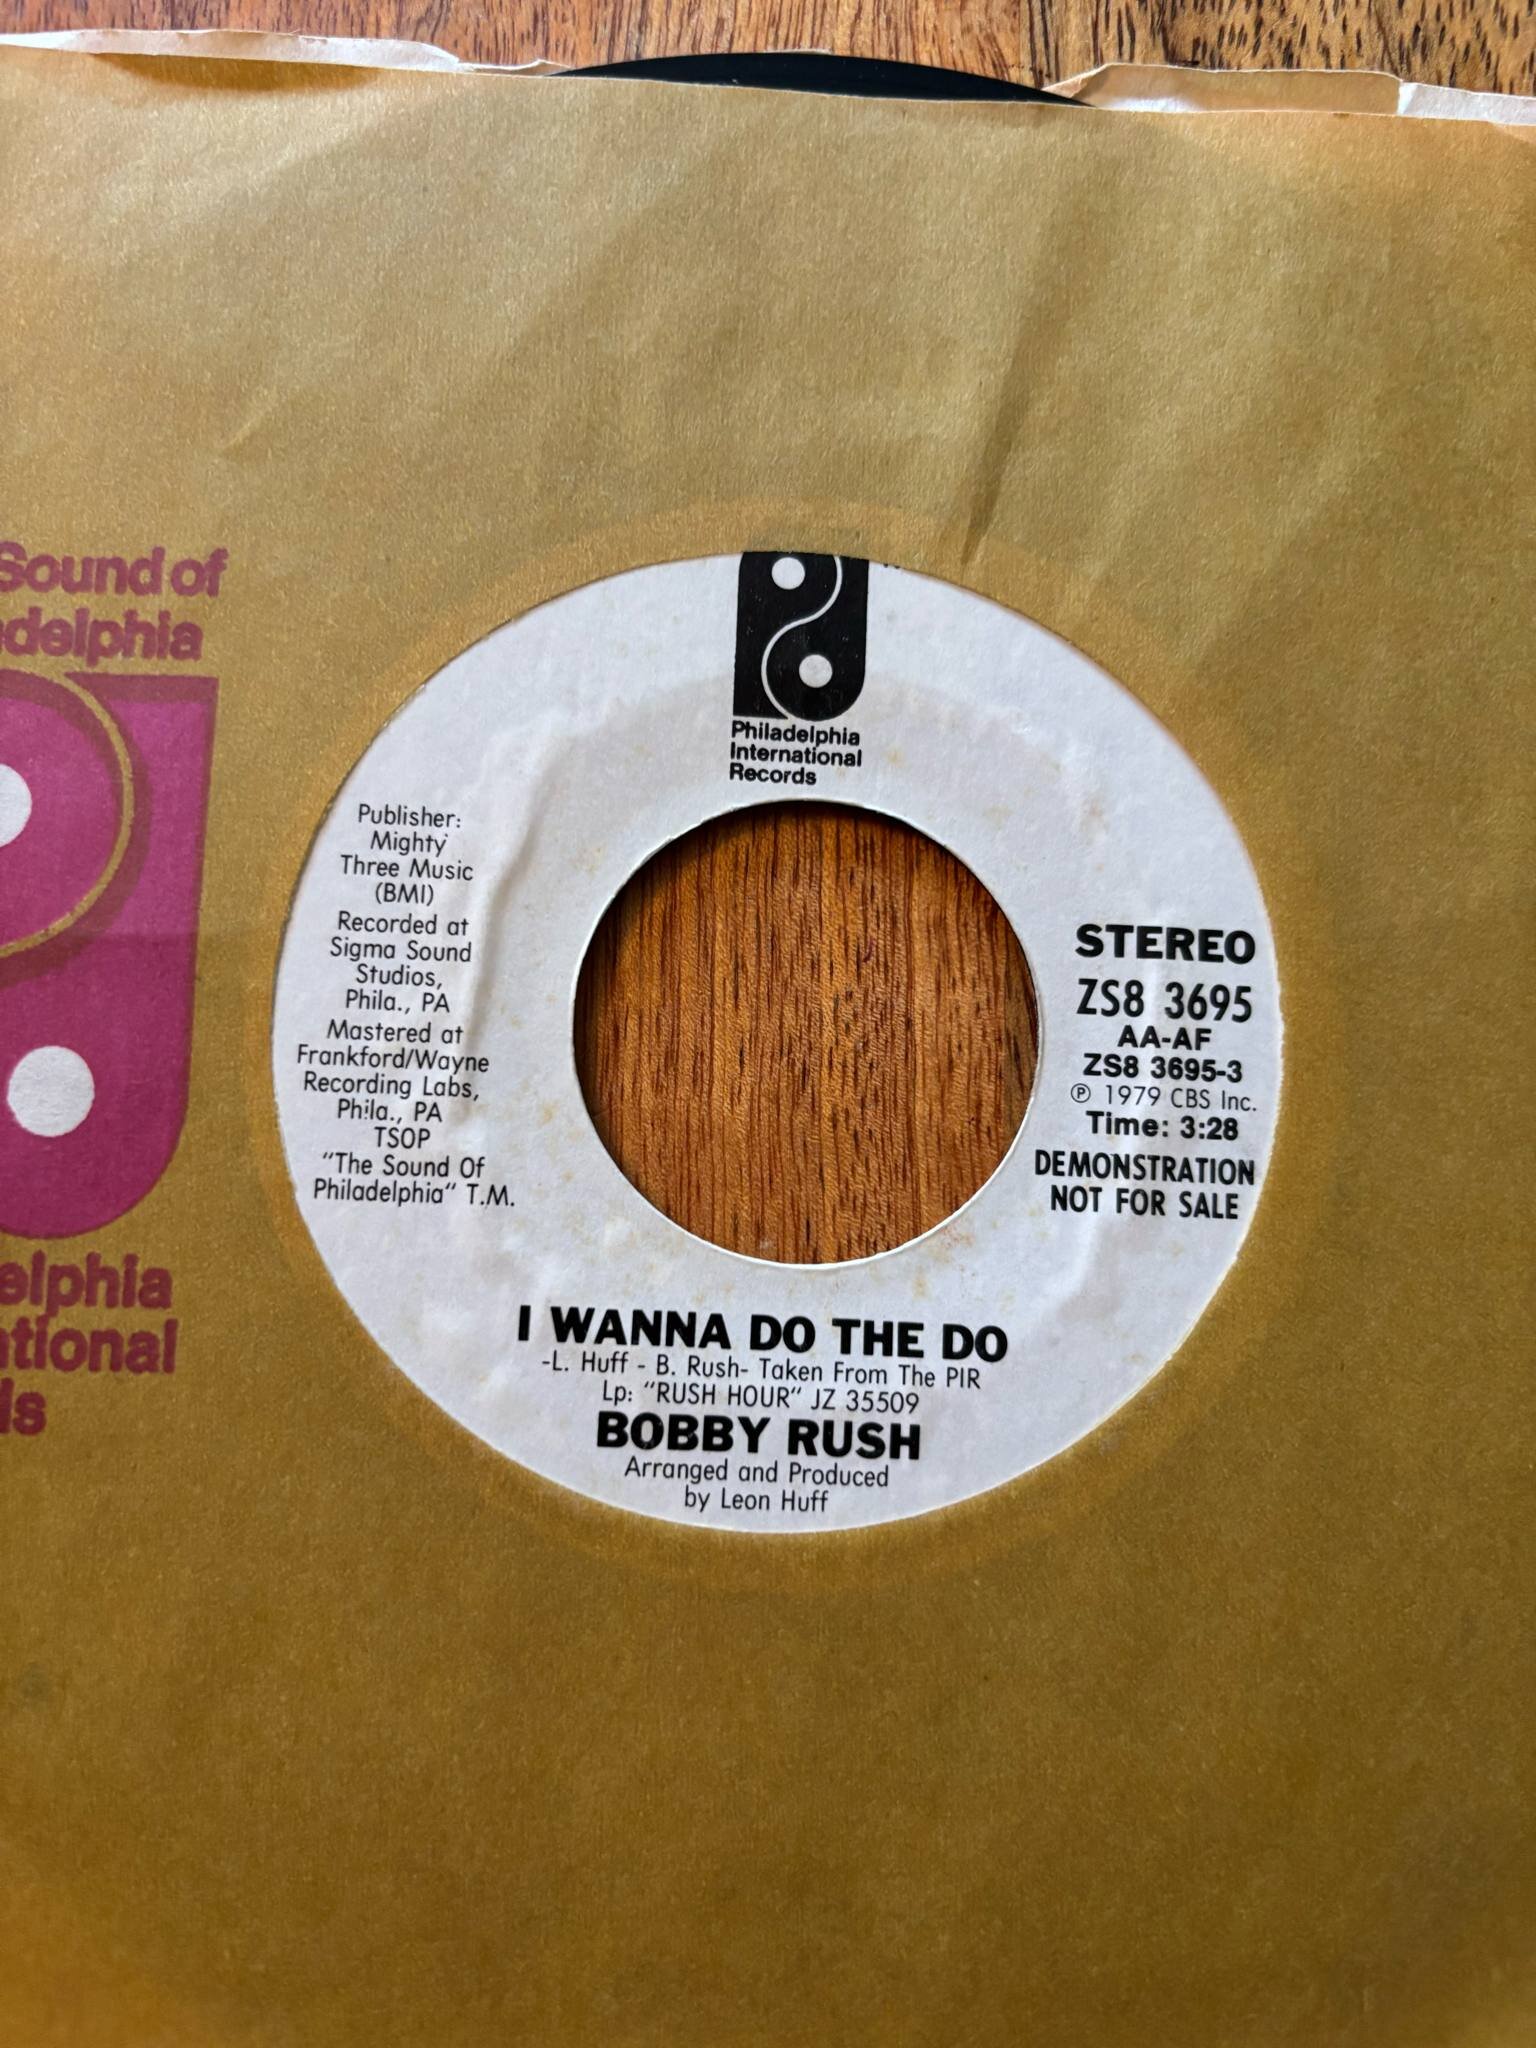 Sound of
Philadelphia
International
Records
Publisher:
Mighty
Three Music
(BMI)
Recorded at
Sigma Sound
Studios,
Phila., PA
Mastered at
Frankford/Wayne
Recording Labs,
Phila., PA
TSOP
"The Sound Of
Philadelphia" T.M.
STEREO
ZS8 3695
AA-AF
ZS8 3695-3
℗ 1979 CBS Inc.
Time: 3:28
DEMONSTRATION
NOT FOR SALE
I WANNA DO THE DO
-L. Huff - B. Rush- Taken From The PIR
Lp: "RUSH HOUR" JZ 35509
BOBBY RUSH
Arranged and Produced
by Leon Huff